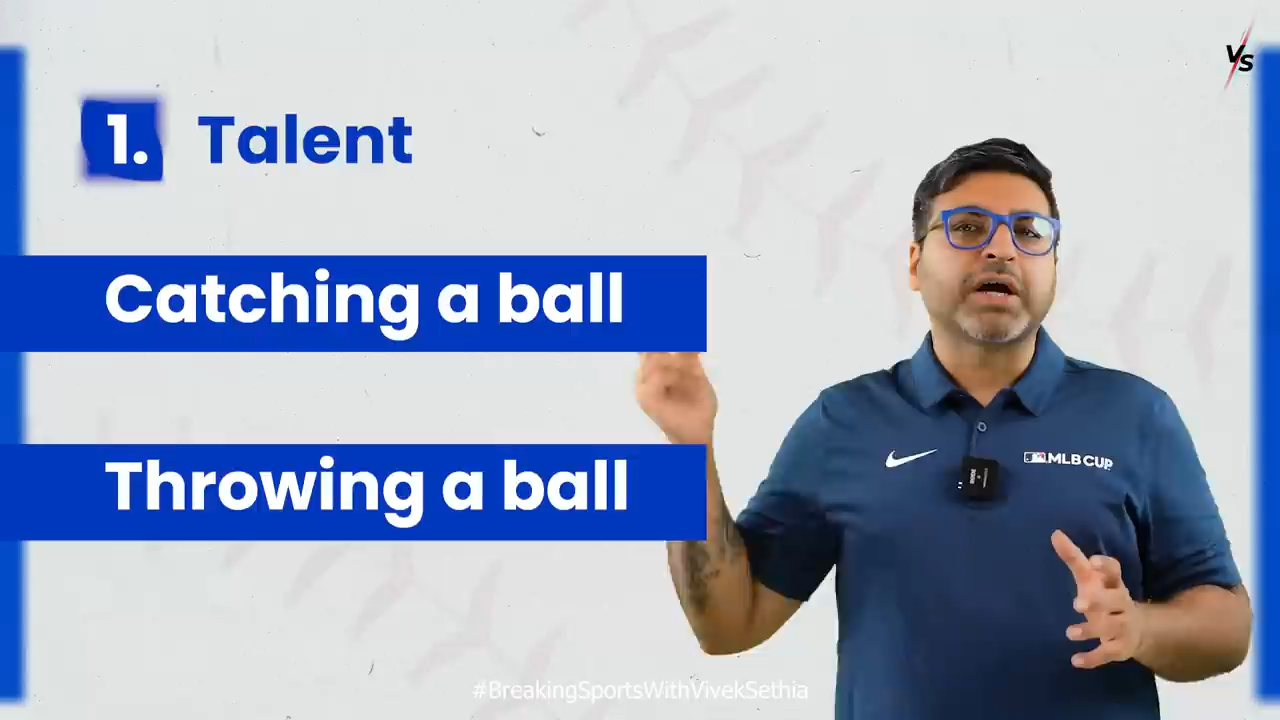 VS
1. Talent
Catching a ball
Throwing a ball
MLB CUP
#BreakingSportsWithVivekSethia